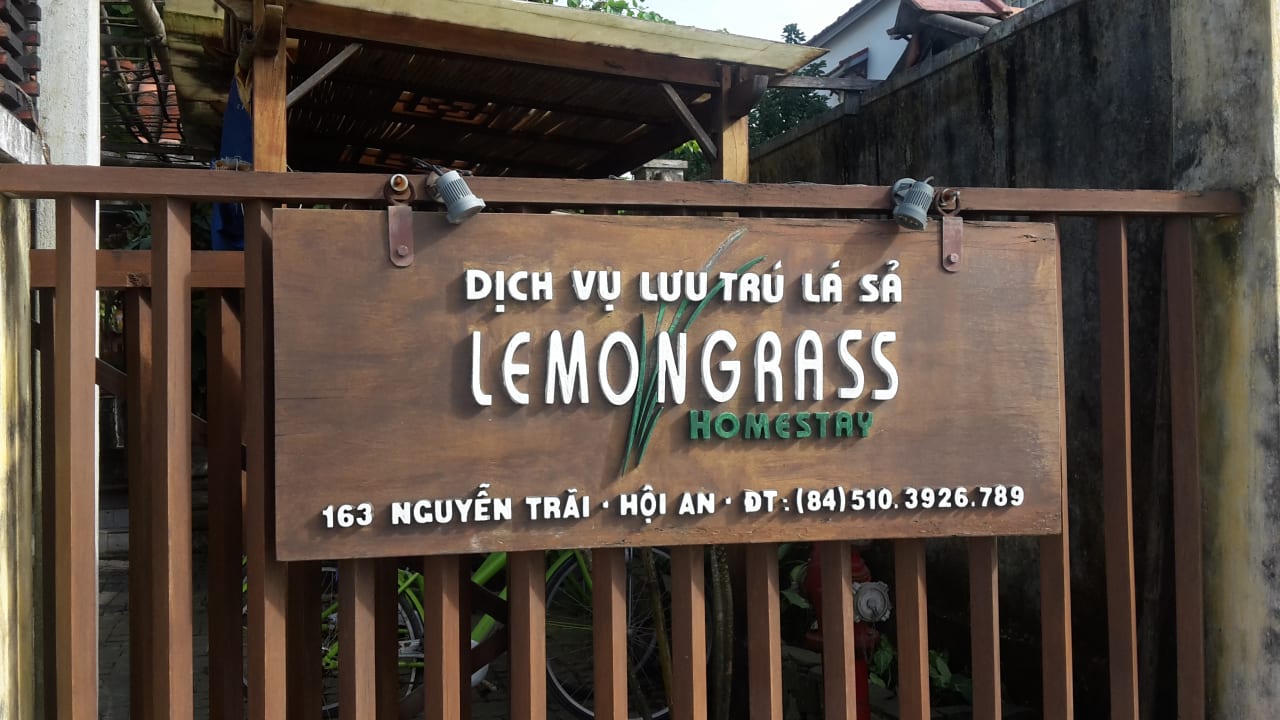 DỊCH VỤ LƯU TRÚ LÁ SẢ
LEMONGRASS
HOMESTAY
163 NGUYỄN TRÃI · HỘI AN · ĐT : (84) 510. 3926. 789